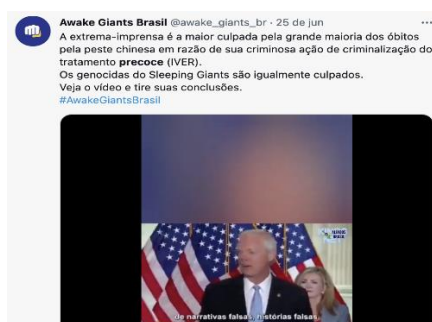 Awake Giants Brasil @awake_giants_br · 25 de jun ...
A extrema-imprensa é a maior culpada pela grande maioria dos óbitos
pela peste chinesa em razão de sua criminosa ação de criminalização do
tratamento precoce (IVER).
Os genocidas do Sleeping Giants são igualmente culpados.
Veja o vídeo e tire suas conclusões.
#AwakeGiantsBrasil
de narrativas falsas, histórias falsas,